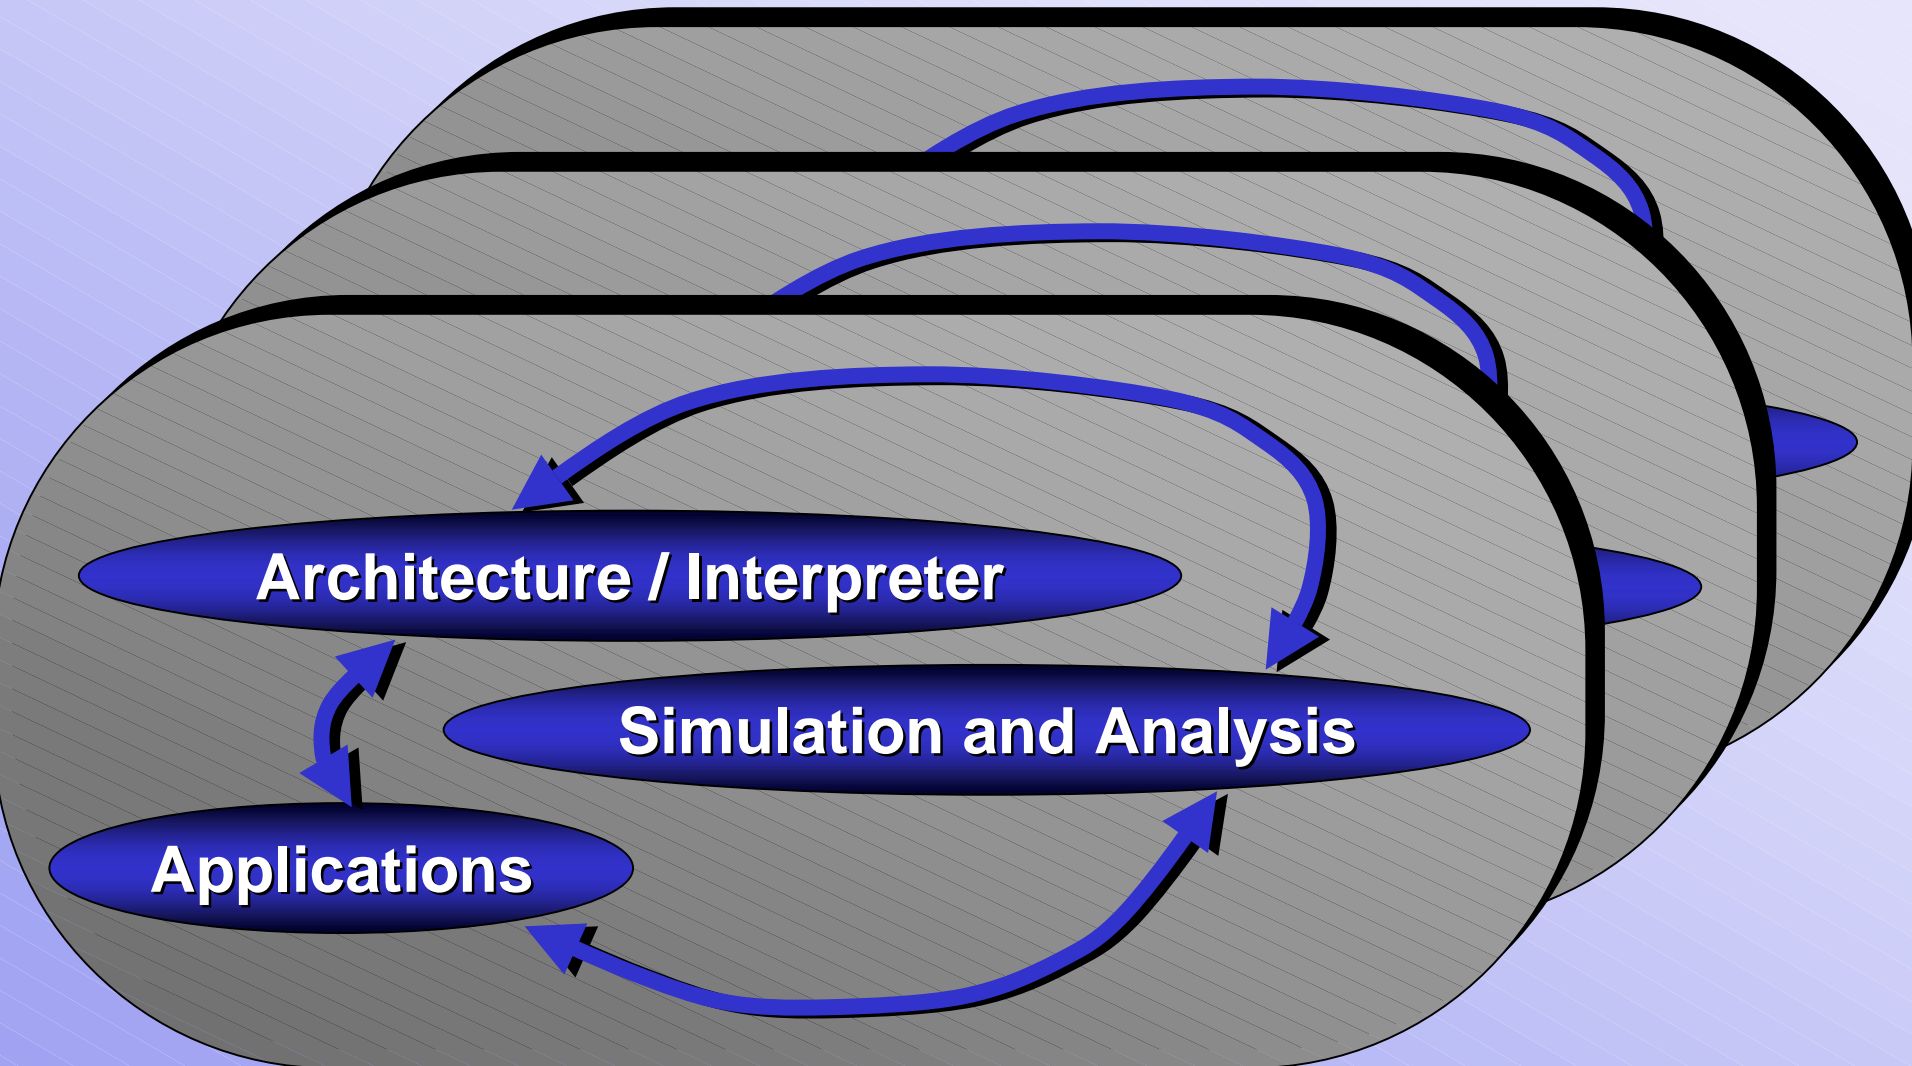 Architecture / Interpreter
Simulation and Analysis
Applications